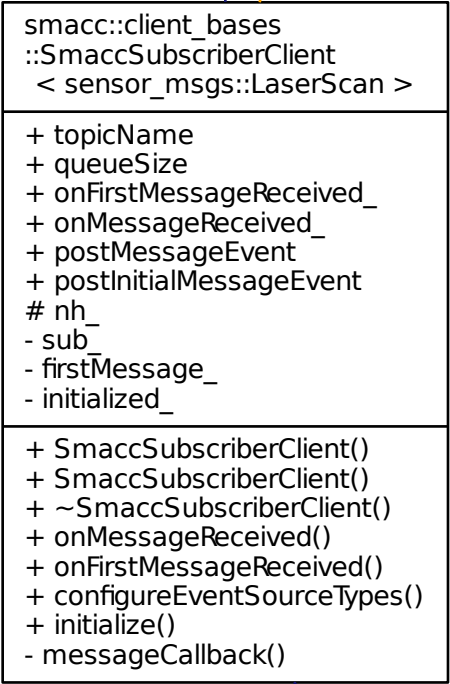 smacc::client_bases
::SmaccSubscriberClient
< sensor_msgs::LaserScan >
+ topicName
+ queueSize
+ onFirstMessageReceived_
+ onMessageReceived_
+ postMessageEvent
+ postInitialMessageEvent
# nh_
- sub_
- firstMessage_
- initialized_
+ SmaccSubscriberClient()
+ SmaccSubscriberClient()
+ ~SmaccSubscriberClient()
+ onMessageReceived()
+ onFirstMessageReceived()
+ configureEventSourceTypes()
+ initialize()
- messageCallback()